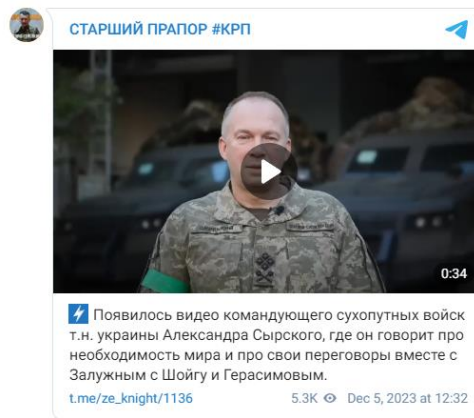 СТАРШИЙ ПРАПОР #КРП
0:34
Появилось видео командующего сухопутных войск
т.н. украины Александра Сырского, где он говорит про
необходимость мира и про свои переговоры вместе с
Залужным с Шойгу и Герасимовым.
t.me/ze_knight/1136 5.3K Dec 5, 2023 at 12:32